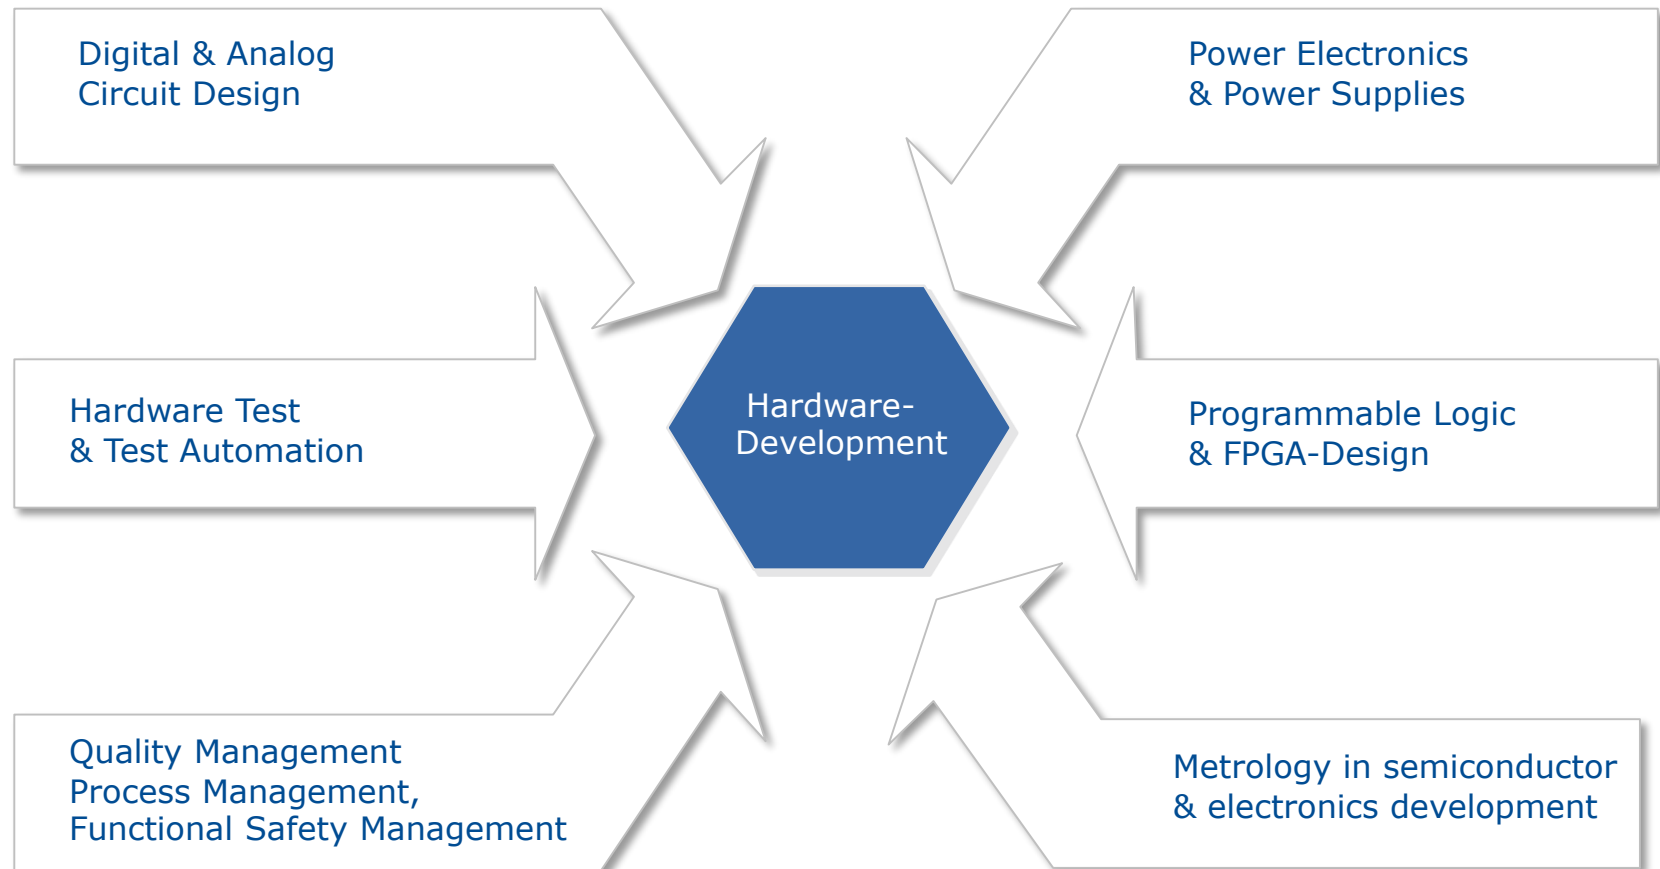 Digital & Analog
Circuit Design
Power Electronics
& Power Supplies
Hardware Test
& Test Automation
Hardware-
Development
Programmable Logic
& FPGA-Design
Quality Management
Process Management,
Functional Safety Management
Metrology in semiconductor
& electronics development